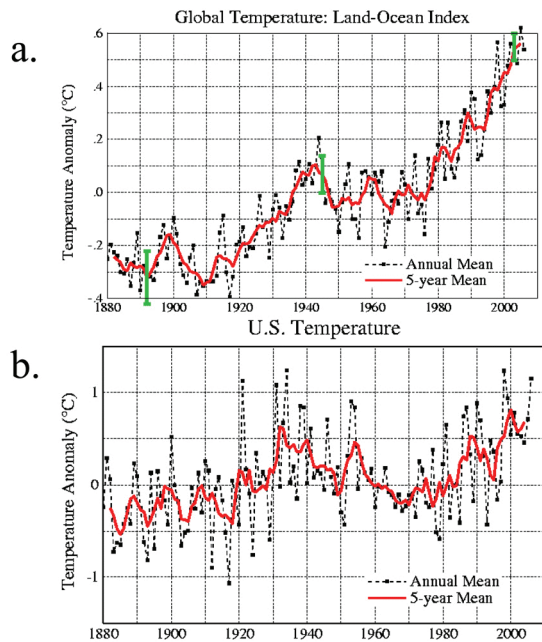 Global Temperature: Land-Ocean Index
a.
.6
.4
.2
.0
-.2
-.4
Temperature Anomaly (°C)
Annual Mean
5-year Mean
1880 1900 1920 1940 1960 1980 2000
U.S. Temperature
b.
1
0
-1
Temperature Anomaly (°C)
Annual Mean
5-year Mean
1880 1900 1920 1940 1960 1980 2000